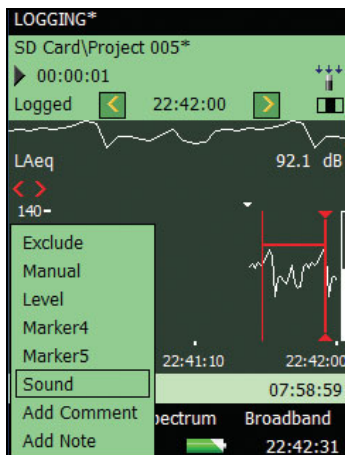 LOGGING*
SD Card\Project 005*
00:00:01
Logged < 22:42:00 >
LAeq 92.1 dB
< >
140-
Exclude
Manual
Level
Marker4
Marker5 22:41:10 22:42:00
Sound 07:58:59
Add Comment pectrum Broadband
Add Note 22:42:31